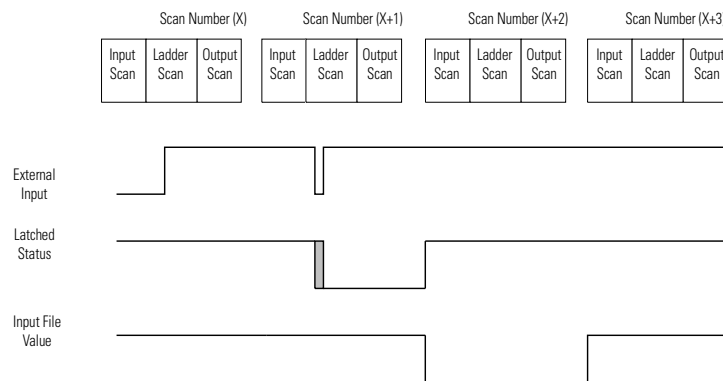 Scan Number (X) Scan Number (X+1) Scan Number (X+2) Scan Number (X+3)
Input Ladder Output Input Ladder Output Input Ladder Output Input Ladder Output
Scan Scan Scan Scan Scan Scan Scan Scan Scan Scan Scan Scan
External
Input
Latched
Status
Input File
Value